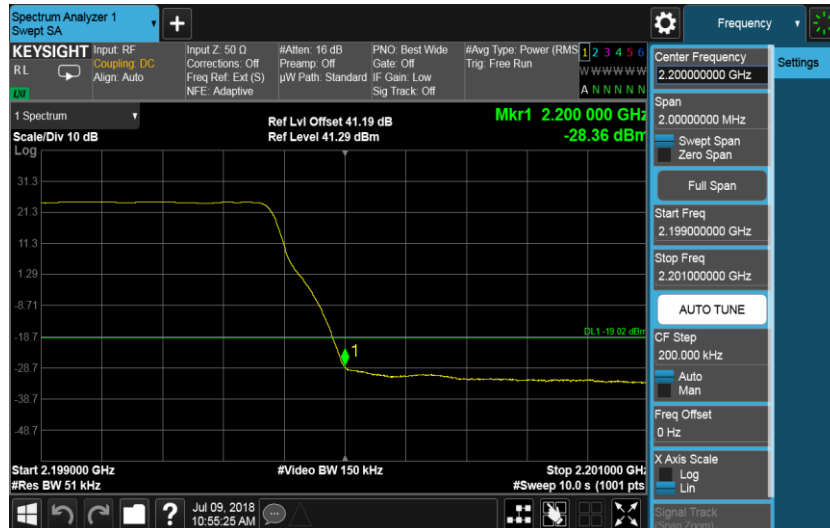 Spectrum Analyzer 1
Swept SA
Frequency
KEYSIGHT
RL
LXI
Input: RF
Coupling: DC
Align: Auto
Input Z: 50 Ω
Corrections: Off
Freq Ref: Ext (S)
NFE: Adaptive
#Atten: 16 dB
Preamp: Off
µW Path: Standard
PNO: Best Wide
Gate: Off
IF Gain: Low
Sig Track: Off
#Avg Type: Power (RMS
Trig: Free Run
1 2 3 4 5 6
W W W W W W
A N N N N N
1 Spectrum
Scale/Div 10 dB
Log
Ref Lvl Offset 41.19 dB
Ref Level 41.29 dBm
Mkr1 2.200 000 GHz
-28.36 dBm
31.3
21.3
11.3
1.29
-8.71
-18.7
-28.7
-38.7
-48.7
DL1 -19.02 dBm
1
Start 2.199000 GHz
#Res BW 51 kHz
#Video BW 150 kHz
Stop 2.201000 GHz
#Sweep 10.0 s (1001 pts
Center Frequency
2.200000000 GHz
Span
2.00000000 MHz
Swept Span
Zero Span
Full Span
Start Freq
2.199000000 GHz
Stop Freq
2.201000000 GHz
AUTO TUNE
CF Step
200.000 kHz
Auto
Man
Freq Offset
0 Hz
X Axis Scale
Log
Lin
Signal Track
(Span Zoom)
Settings
?
Jul 09, 2018
10:55:25 AM